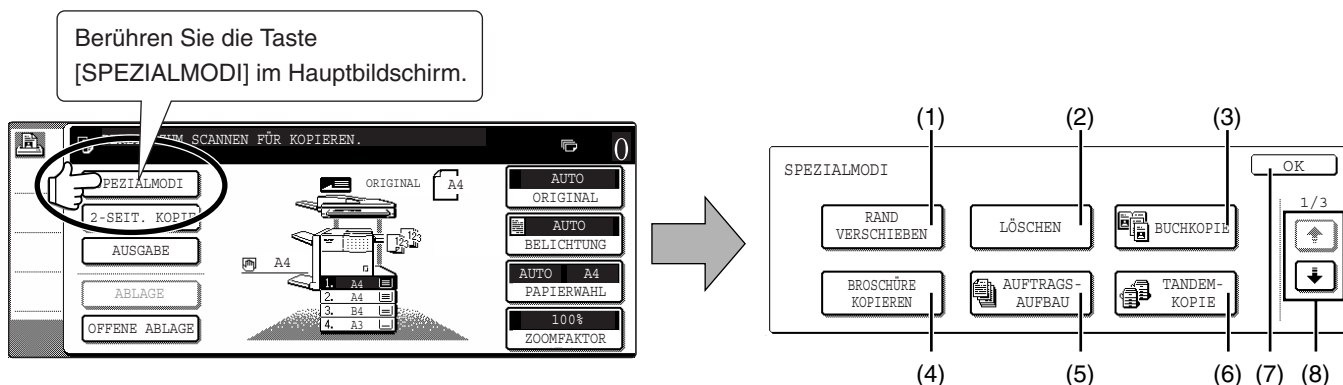 Berühren Sie die Taste
[SPEZIALMODI] im Hauptbildschirm.
SCANNEN FÜR KOPIEREN.
0
SPEZIALMODI
ORIGINAL
A4
2-SEIT. KOPIE
AUSGABE
ABLAGE
OFFENE ABLAGE
A4
1. A4
2. A4
3. B4
4. A3
AUTO
ORIGINAL
AUTO
BELICHTUNG
AUTO A4
PAPIERWAHL
100%
ZOOMFAKTOR
(1)
(2)
(3)
SPEZIALMODI
OK
1/3
RAND
VERSCHIEBEN
LÖSCHEN
BUCHKOPIE
BROSCHÜRE
KOPIEREN
AUFTRAGS-
AUFBAU
TANDEM-
KOPIE
(4)
(5)
(6)
(7)
(8)